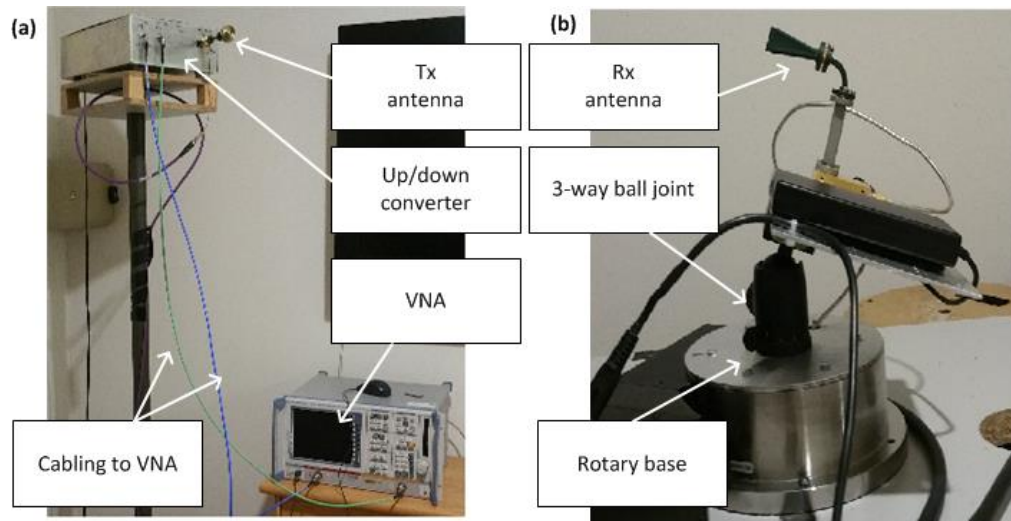 (a)
Tx
antenna
Up/down
converter
VNA
Cabling to VNA
(b)
Rx
antenna
3-way ball joint
Rotary base